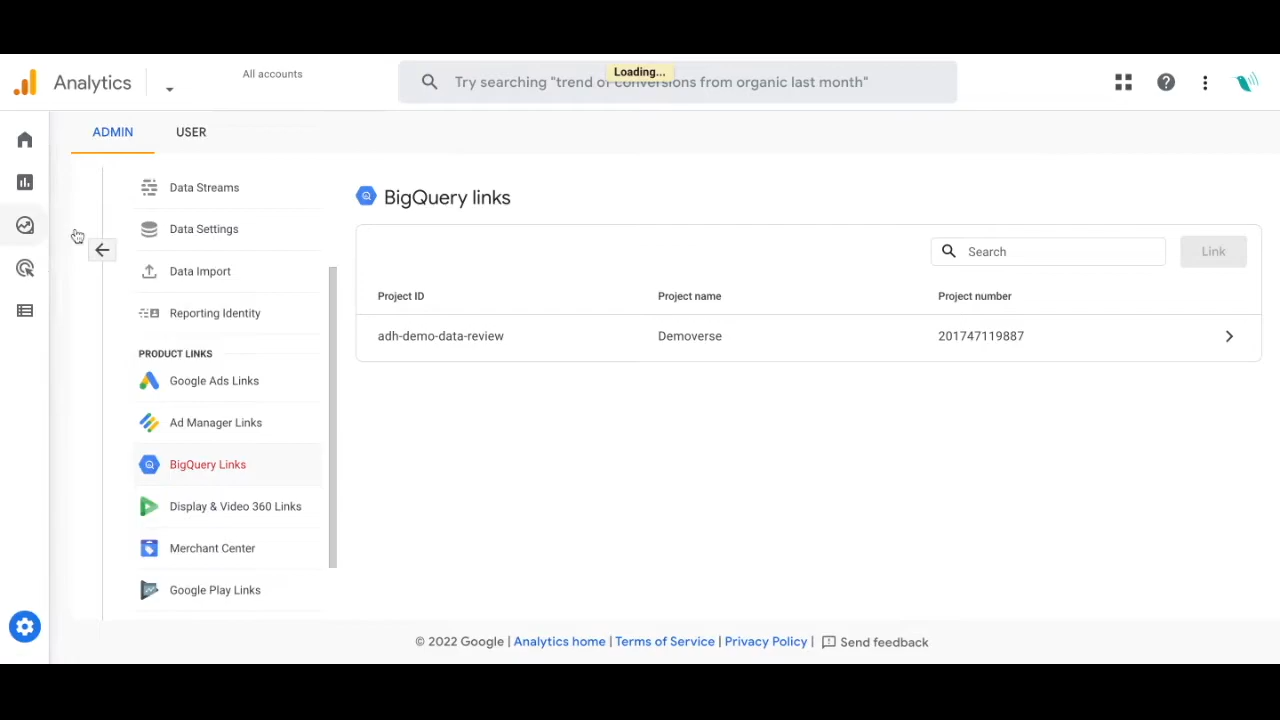 Analytics
All accounts
Try searching "trend of conversions from organic last month"
Loading...
ADMIN
USER
Data Streams
Data Settings
Data Import
Reporting Identity
PRODUCT LINKS
Google Ads Links
Ad Manager Links
BigQuery Links
Display & Video 360 Links
Merchant Center
Google Play Links
BigQuery links
Search
Link
Project ID
Project name
Project number
adh-demo-data-review
Demoverse
201747119887
© 2022 Google | Analytics home | Terms of Service | Privacy Policy | Send feedback